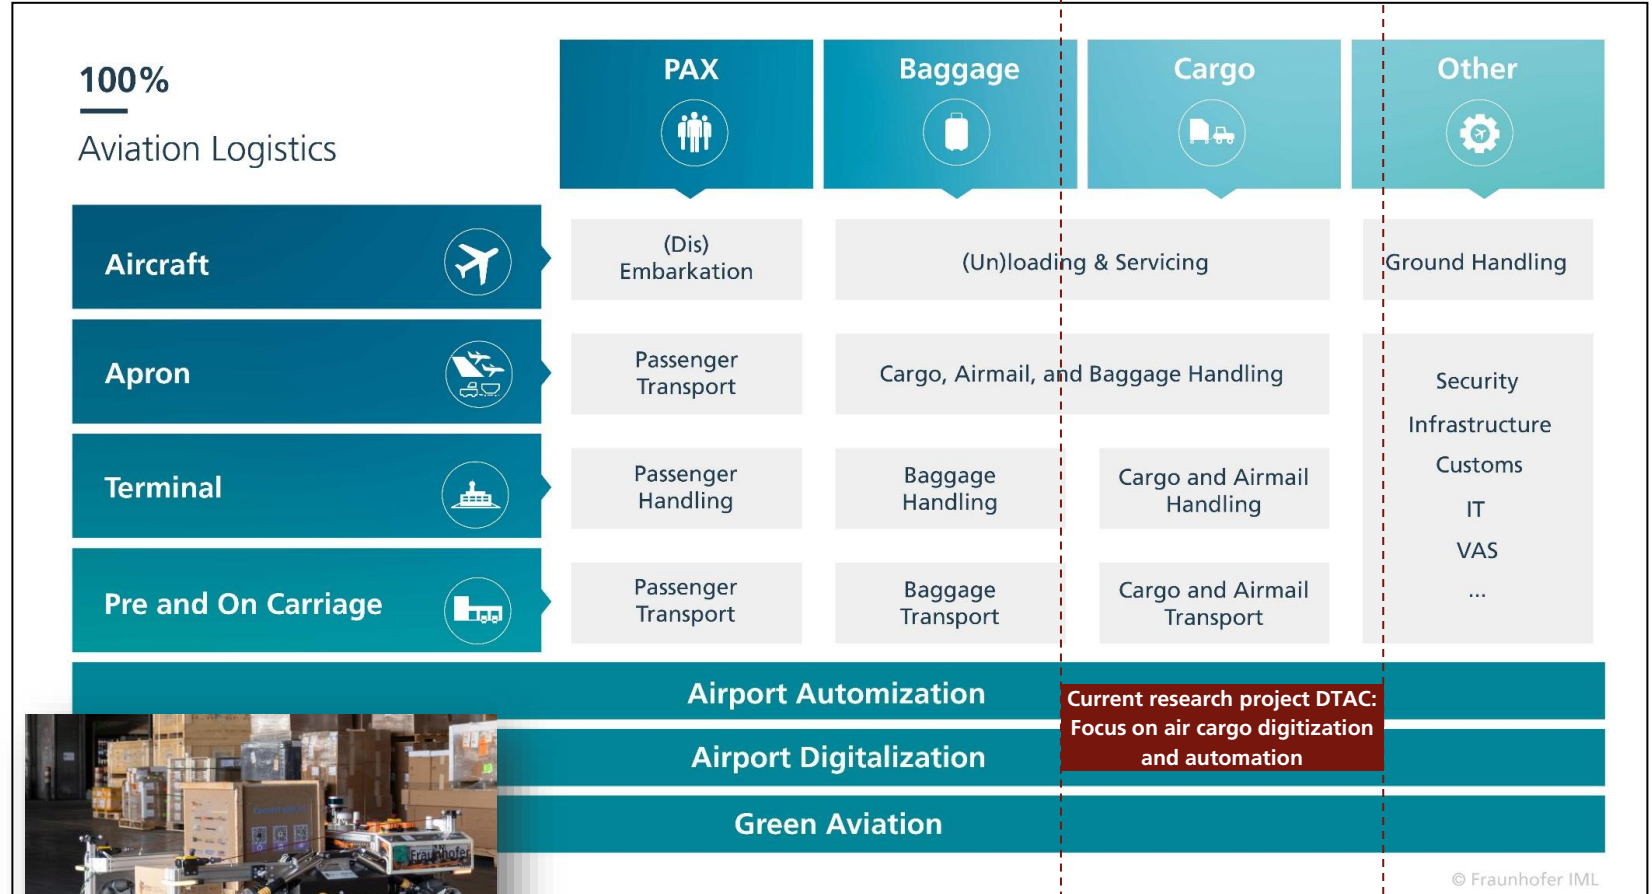 100%
Aviation Logistics
PAX
Baggage
Cargo
Other
Aircraft
(Dis)
Embarkation
(Un)loading & Servicing
Ground Handling
Apron
Passenger
Transport
Cargo, Airmail, and Baggage Handling
Security
Infrastructure
Customs
IT
VAS
...
Terminal
Passenger
Handling
Baggage
Handling
Cargo and Airmail
Handling
Pre and On Carriage
Passenger
Transport
Baggage
Transport
Cargo and Airmail
Transport
Airport Automization
Airport Digitalization
Green Aviation
Current research project DTAC:
Focus on air cargo digitization
and automation
Fraunhofer
© Fraunhofer IML